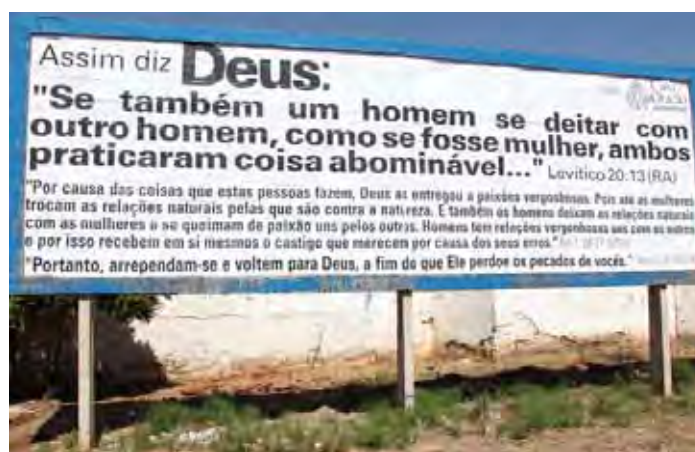 Assim diz Deus:
"Se também um homem se deitar com
outro homem, como se fosse mulher, ambos
praticaram coisa abominável..." Levítico 20:13 (RA)
"Por causa das coisas que estas pessoas fazem, Deus as entregou a paixões vergonhosas. Pois até as mulheres
trocam as relações naturais pelas que são contra a natureza. E também os homens deixam as relações naturais
com as mulheres e se queimam de paixão uns pelos outros. Homens tem relações vergonhosas uns com os outros
e por isso recebem em si mesmos o castigo que merecem por causa dos seus erros."
"Portanto, arrependam-se e voltem para Deus, a fim de que Ele perdoe os pecados de vocês."